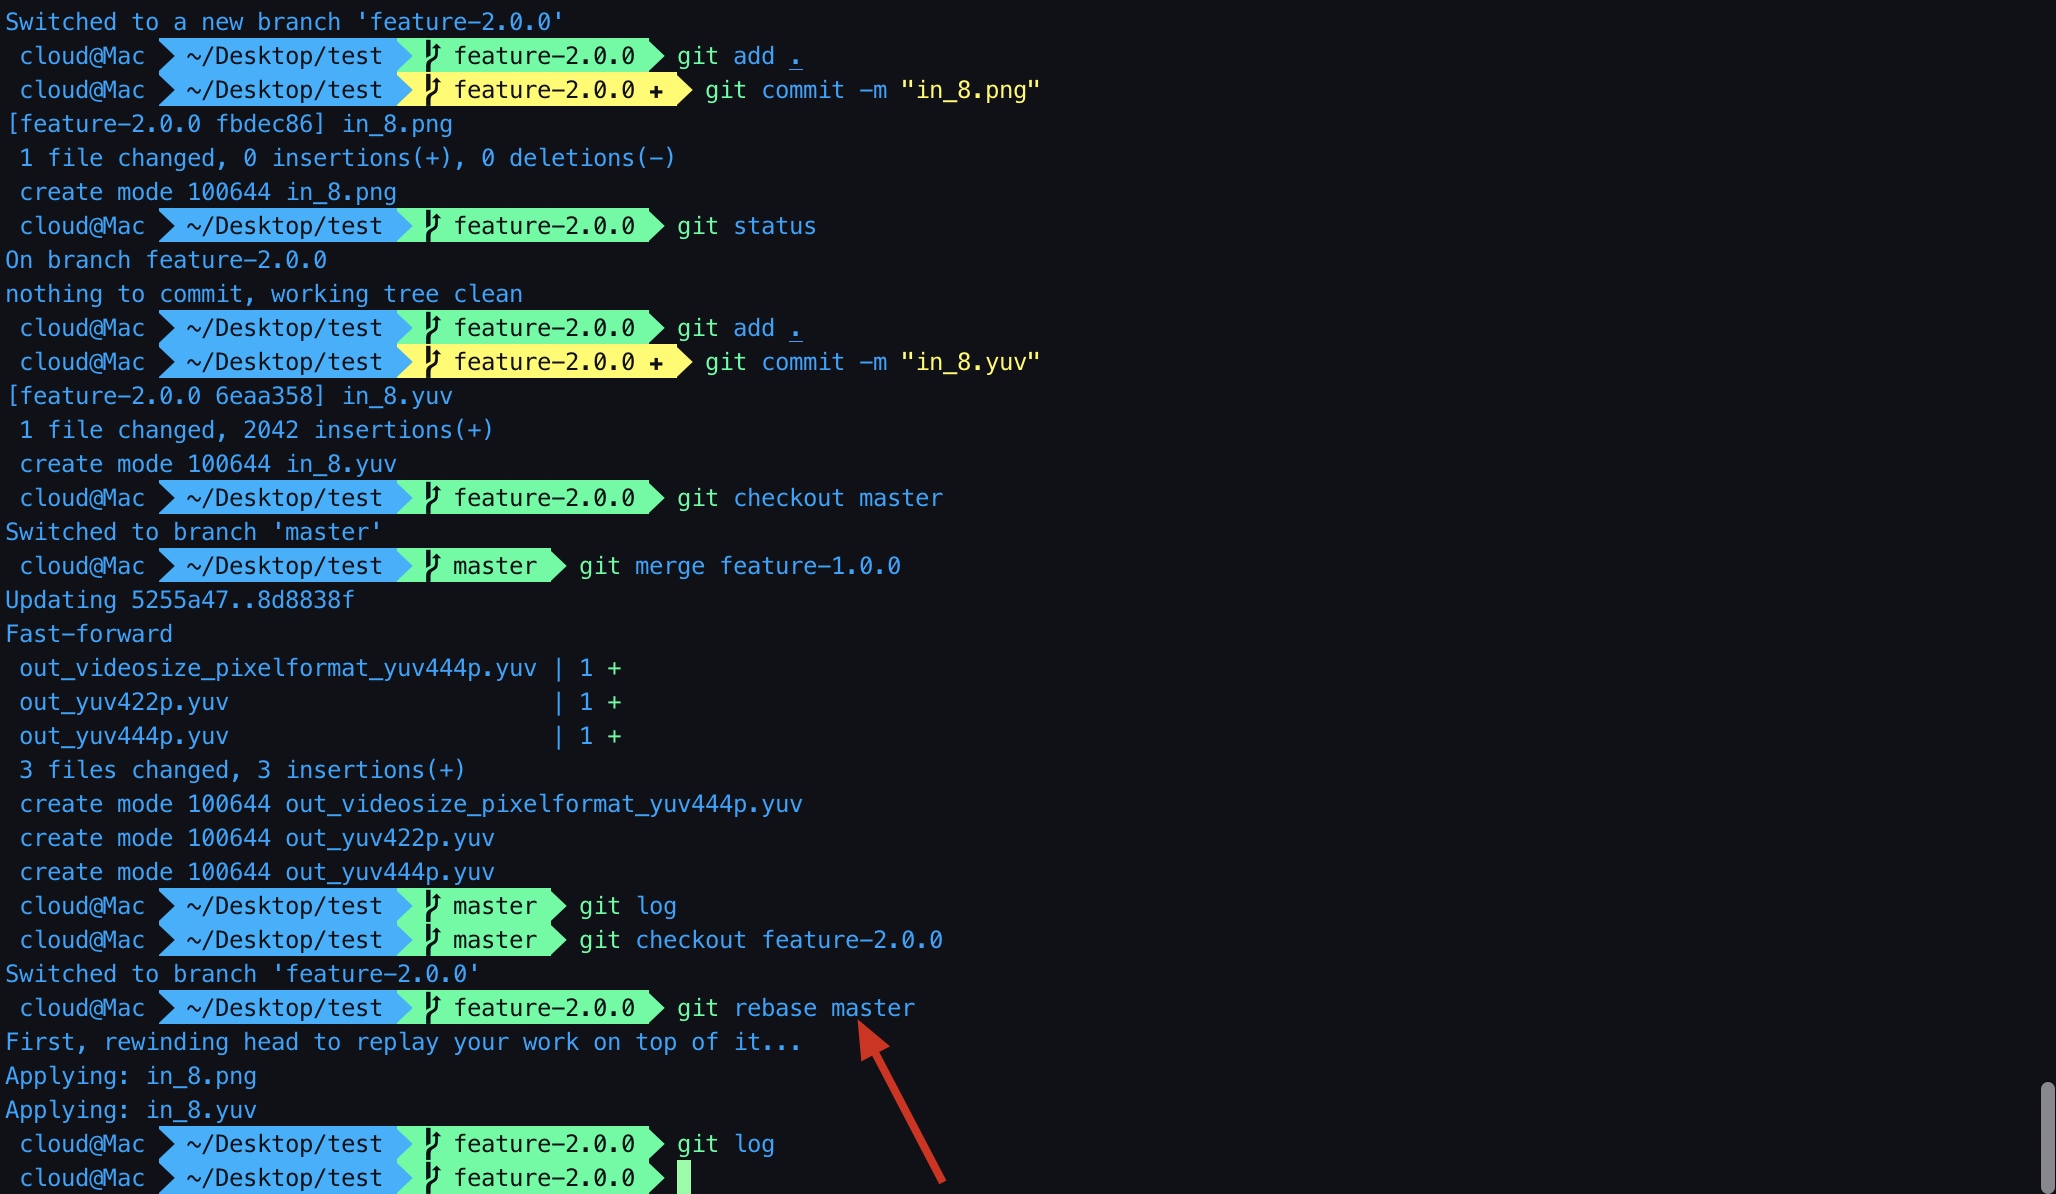 Switched to a new branch 'feature-2.0.0'
cloud@Mac ~/Desktop/test feature-2.0.0 git add .
cloud@Mac ~/Desktop/test feature-2.0.0 + git commit -m "in_8.png"
[feature-2.0.0 fbdec86] in_8.png
1 file changed, 0 insertions(+), 0 deletions(-)
create mode 100644 in_8.png
cloud@Mac ~/Desktop/test feature-2.0.0 git status
On branch feature-2.0.0
nothing to commit, working tree clean
cloud@Mac ~/Desktop/test feature-2.0.0 git add .
cloud@Mac ~/Desktop/test feature-2.0.0 + git commit -m "in_8.yuv"
[feature-2.0.0 6eaa358] in_8.yuv
1 file changed, 2042 insertions(+)
create mode 100644 in_8.yuv
cloud@Mac ~/Desktop/test feature-2.0.0 git checkout master
Switched to branch 'master'
cloud@Mac ~/Desktop/test master git merge feature-1.0.0
Updating 5255a47..8d8838f
Fast-forward
out_videosize_pixelformat_yuv444p.yuv | 1 +
out_yuv422p.yuv | 1 +
out_yuv444p.yuv | 1 +
3 files changed, 3 insertions(+)
create mode 100644 out_videosize_pixelformat_yuv444p.yuv
create mode 100644 out_yuv422p.yuv
create mode 100644 out_yuv444p.yuv
cloud@Mac ~/Desktop/test master git log
cloud@Mac ~/Desktop/test master git checkout feature-2.0.0
Switched to branch 'feature-2.0.0'
cloud@Mac ~/Desktop/test feature-2.0.0 git rebase master
First, rewinding head to replay your work on top of it...
Applying: in_8.png
Applying: in_8.yuv
cloud@Mac ~/Desktop/test feature-2.0.0 git log
cloud@Mac ~/Desktop/test feature-2.0.0